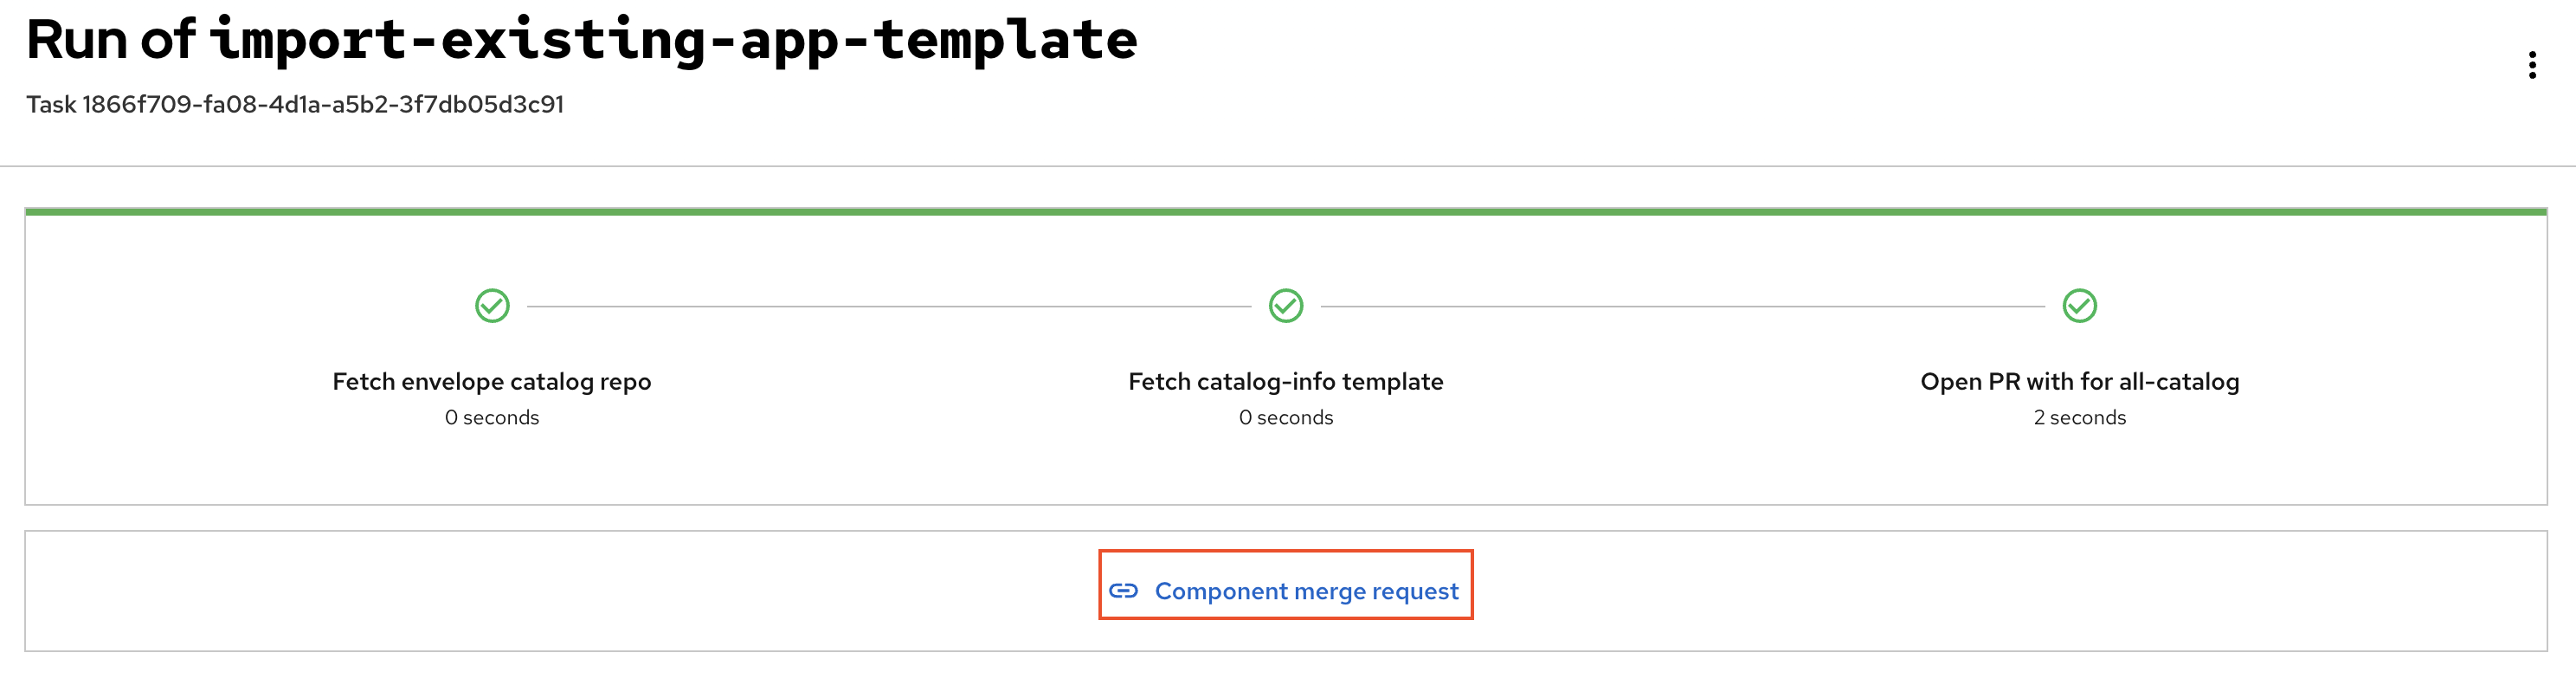 Run of import-existing-app-template
Task 1866f709-fa08-4d1a-a5b2-3f7db05d3c91
Fetch envelope catalog repo
0 seconds
Fetch catalog-info template
0 seconds
Open PR with for all-catalog
2 seconds
Component merge request